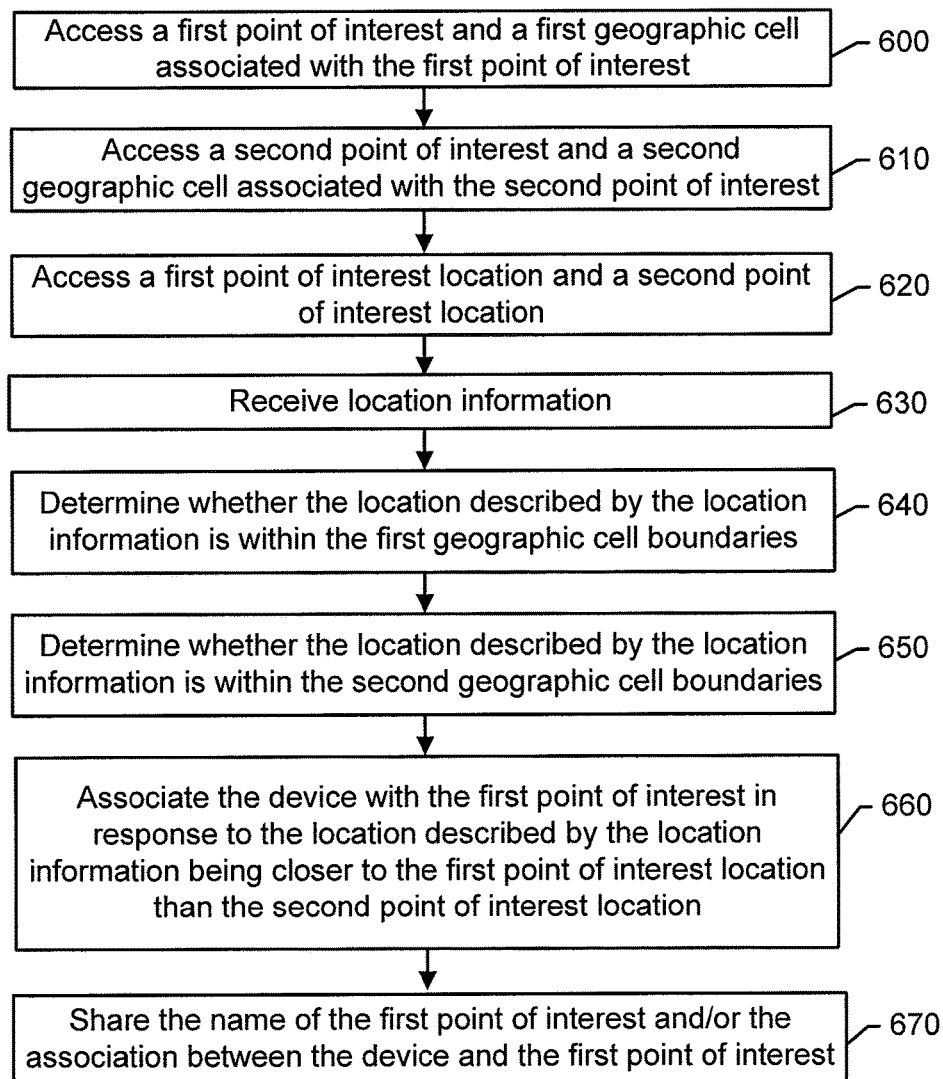 Access a first point of interest and a first geographic cell
associated with the first point of interest
600
Access a second point of interest and a second
geographic cell associated with the second point of interest
610
Access a first point of interest location and a second point
of interest location
620
Receive location information
630
Determine whether the location described by the location
information is within the first geographic cell boundaries
640
Determine whether the location described by the location
information is within the second geographic cell boundaries
650
Associate the device with the first point of interest in
response to the location described by the location
information being closer to the first point of interest location
than the second point of interest location
660
Share the name of the first point of interest and/or the
association between the device and the first point of interest
670